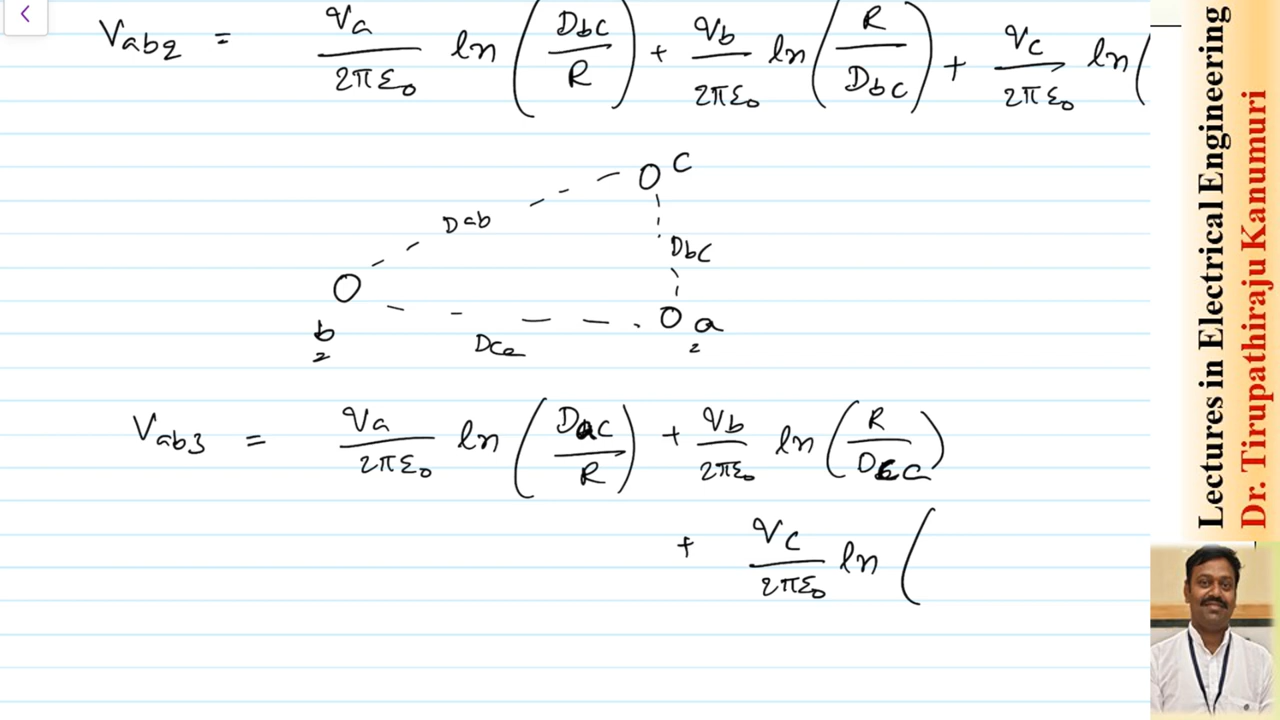 Vab2 = qa/2πε0 ln(Dbc/R) + qb/2πε0 ln(R/Dbc) + qc/2πε0 ln(
c
Dab
Dbc
b
Dca
a
Vab3 = qa/2πε0 ln(Dac/R) + qb/2πε0 ln(R/Dca)
+ qc/2πε0 ln(
Lectures in Electrical Engineering
Dr. Tirupathiraju Kanumuri